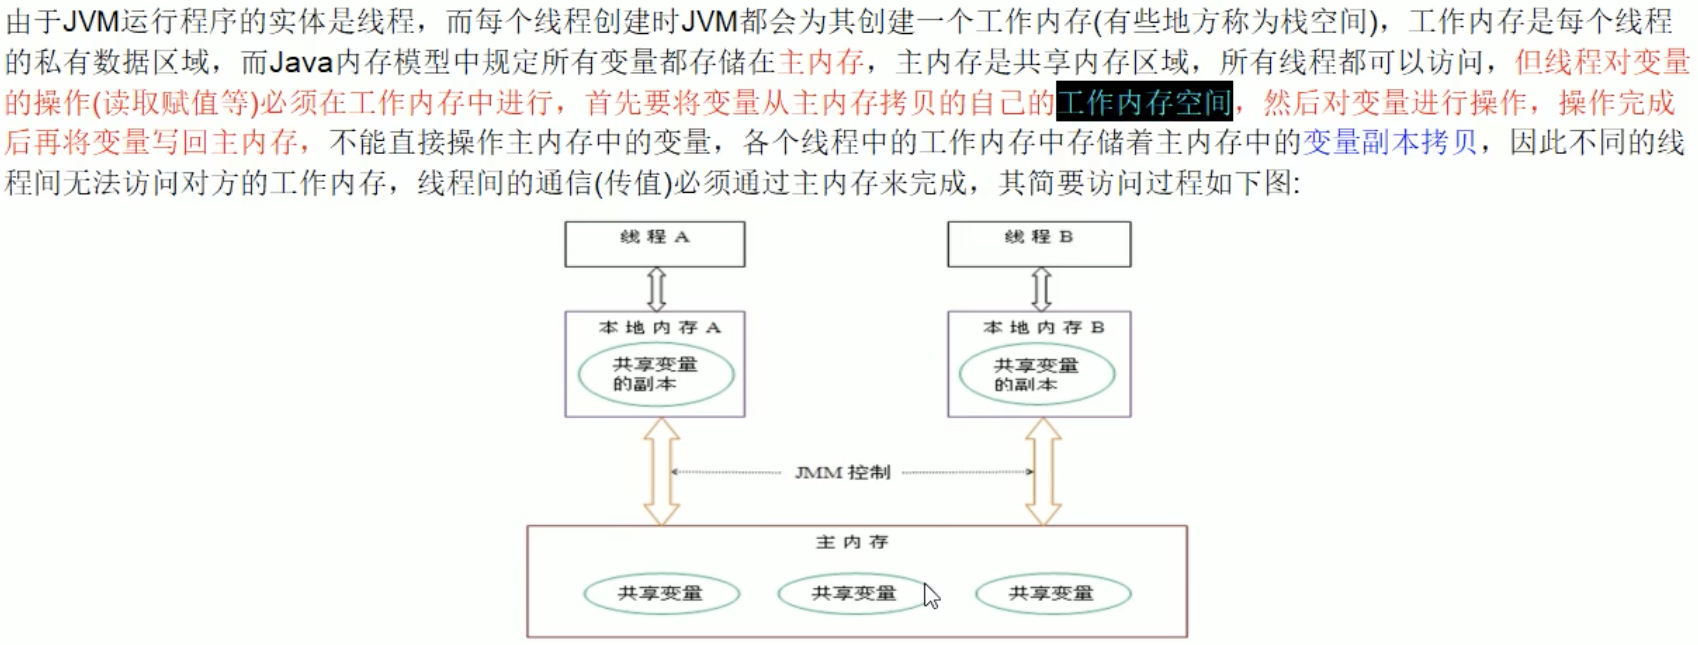 由于JVM运行程序的实体是线程，而每个线程创建时JVM都会为其创建一个工作内存(有些地方称为栈空间)，工作内存是每个线程
的私有数据区域，而Java内存模型中规定所有变量都存储在主内存，主内存是共享内存区域，所有线程都可以访问，但线程对变量
的操作(读取赋值等)必须在工作内存中进行，首先要将变量从主内存拷贝的自己的工作内存空间，然后对变量进行操作，操作完成
后再将变量写回主内存，不能直接操作主内存中的变量，各个线程中的工作内存中存储着主内存中的变量副本拷贝，因此不同的线
程间无法访问对方的工作内存，线程间的通信(传值)必须通过主内存来完成，其简要访问过程如下图:
线程A
线程B
本地内存A
本地内存B
共享变量
的副本
共享变量
的副本
JMM 控制
主内存
共享变量
共享变量
共享变量